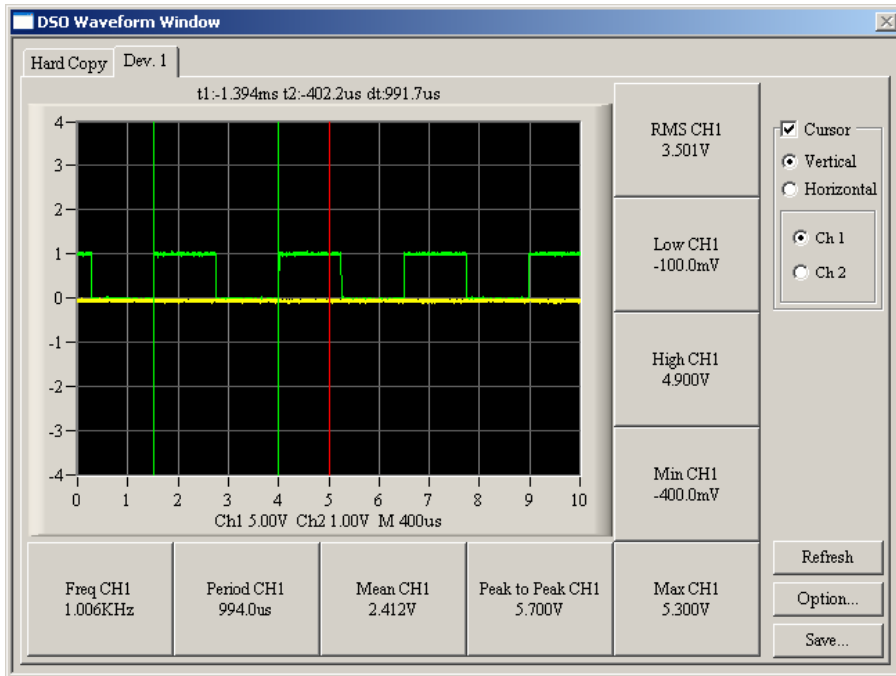 DSO Waveform Window
Hard Copy
Dev. 1
t1:-1.394ms t2:-402.2us dt:991.7us
4
3
2
1
0
-1
-2
-3
-4
0 1 2 3 4 5 6 7 8 9 10
Ch1 5.00V Ch2 1.00V M 400us
RMS CH1
3.501V
Low CH1
-100.0mV
High CH1
4.900V
Min CH1
-400.0mV
Freq CH1
1.006KHz
Period CH1
994.0us
Mean CH1
2.412V
Peak to Peak CH1
5.700V
Max CH1
5.300V
Cursor
Vertical
Horizontal
Ch 1
Ch 2
Refresh
Option...
Save...